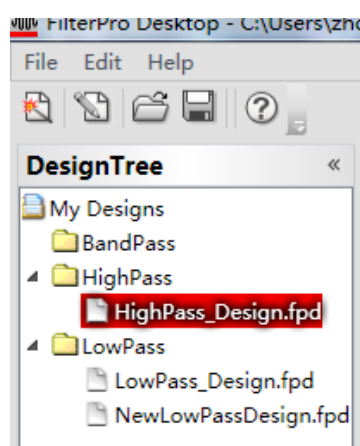 FilterPro Desktop - C:\Users\zho
File Edit Help
DesignTree «
My Designs
BandPass
HighPass
HighPass_Design.fpd
LowPass
LowPass_Design.fpd
NewLowPassDesign.fpd